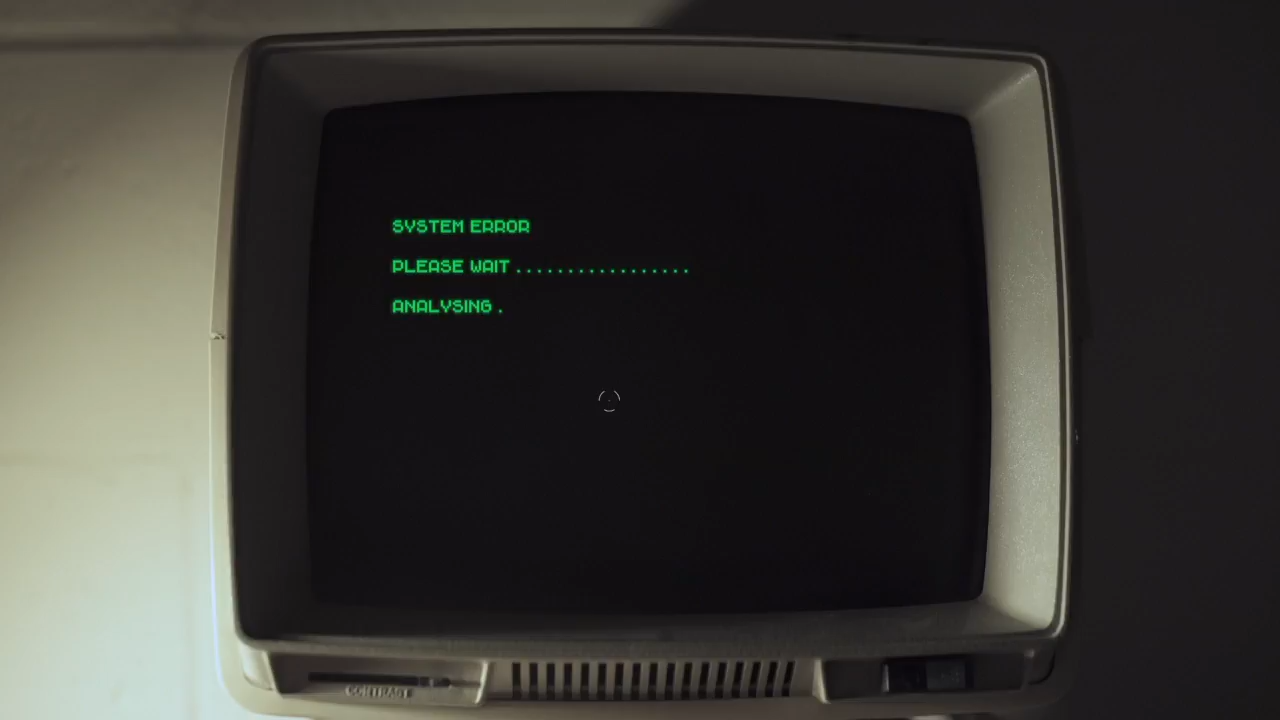 SYSTEM ERROR
PLEASE WAIT .................
ANALYSING .
CONTRAST